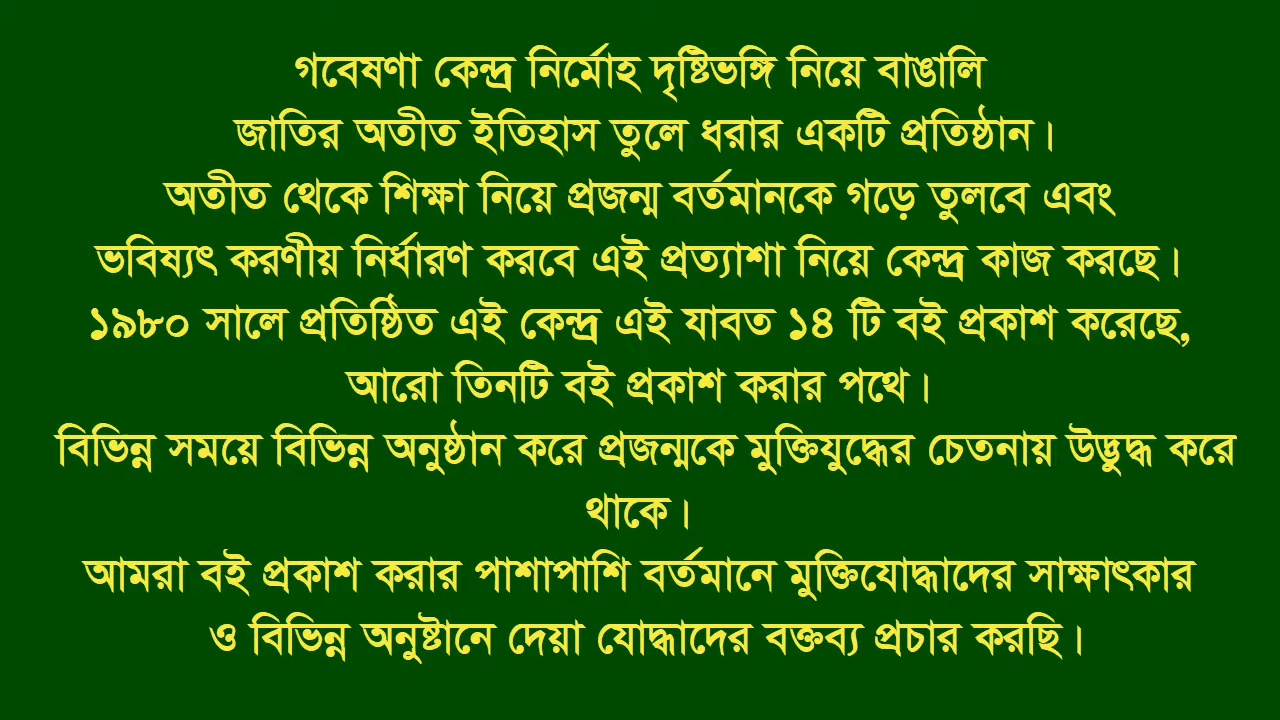 গবেষণা কেন্দ্র নির্মোহ দৃষ্টিভঙ্গি নিয়ে বাঙালি
জাতির অতীত ইতিহাস তুলে ধরার একটি প্রতিষ্ঠান।
অতীত থেকে শিক্ষা নিয়ে প্রজন্ম বর্তমানকে গড়ে তুলবে এবং
ভবিষ্যৎ করণীয় নির্ধারণ করবে এই প্রত্যাশা নিয়ে কেন্দ্র কাজ করছে।
১৯৮০ সালে প্রতিষ্ঠিত এই কেন্দ্র এই যাবত ১৪ টি বই প্রকাশ করেছে,
আরো তিনটি বই প্রকাশ করার পথে।
বিভিন্ন সময়ে বিভিন্ন অনুষ্ঠান করে প্রজন্মকে মুক্তিযুদ্ধের চেতনায় উদ্ভুদ্ধ করে
থাকে।
আমরা বই প্রকাশ করার পাশাপাশি বর্তমানে মুক্তিযোদ্ধাদের সাক্ষাৎকার
ও বিভিন্ন অনুষ্টানে দেয়া যোদ্ধাদের বক্তব্য প্রচার করছি।